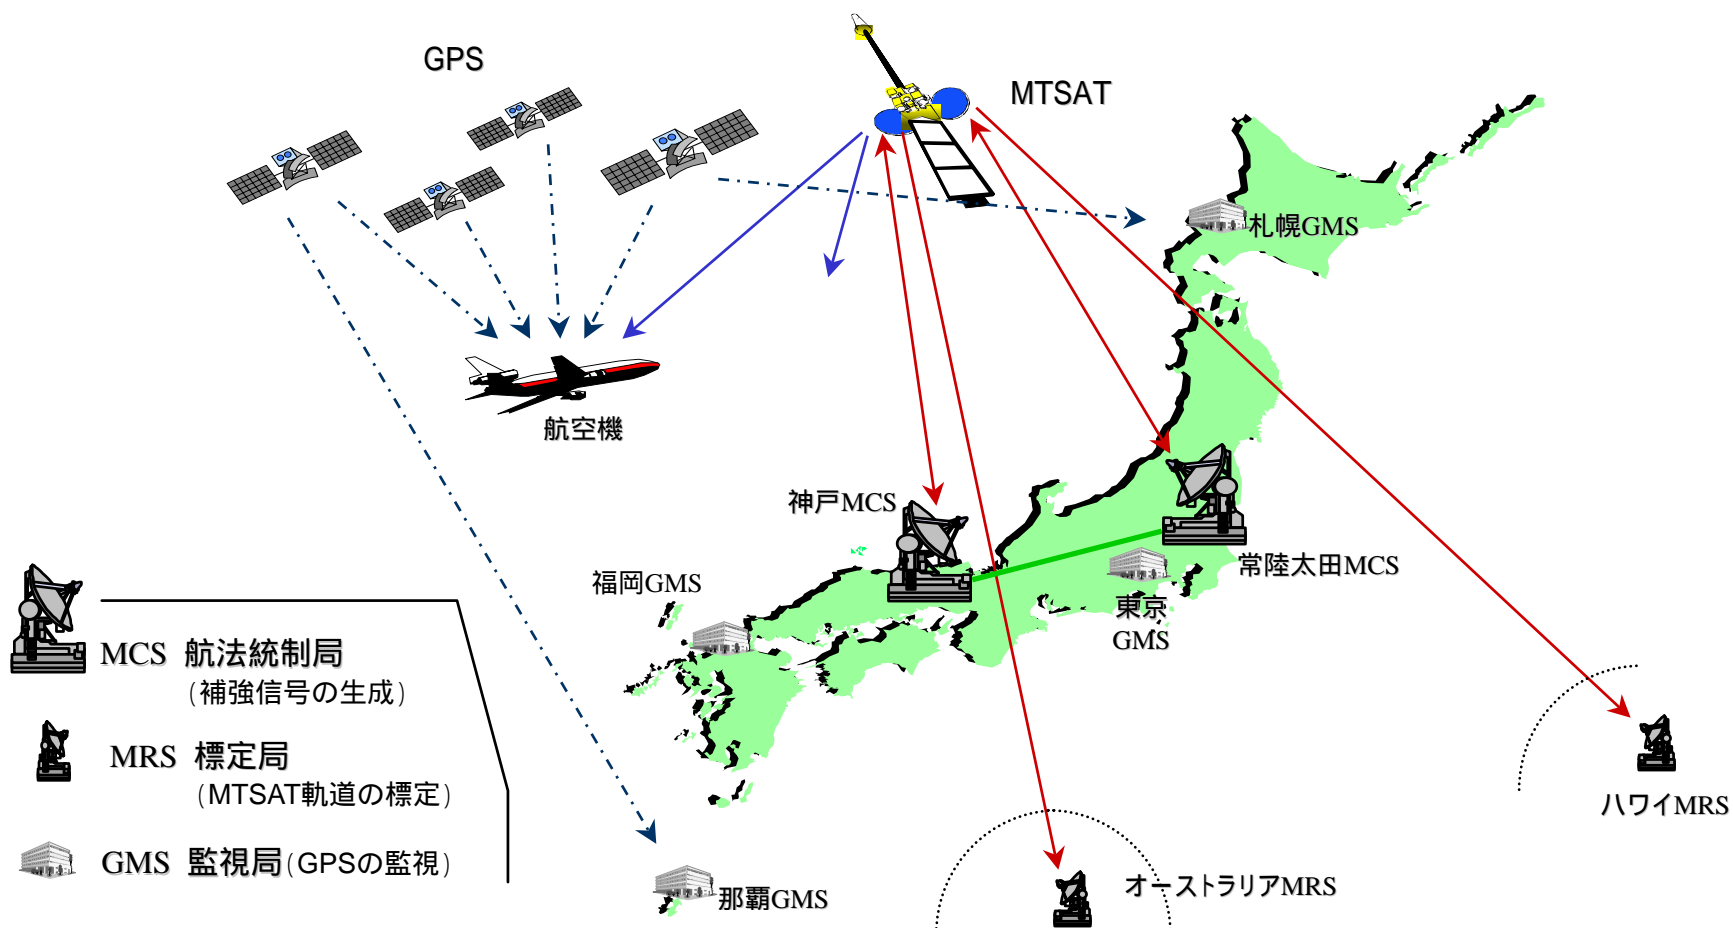 GPS
MTSAT
札幌GMS
航空機
神戸MCS
常陸太田MCS
福岡GMS
東京
GMS
MCS 航法統制局
(補強信号の生成)
MRS 標定局
(MTSAT軌道の標定)
GMS 監視局(GPSの監視)
ハワイMRS
オーストラリアMRS
那覇GMS